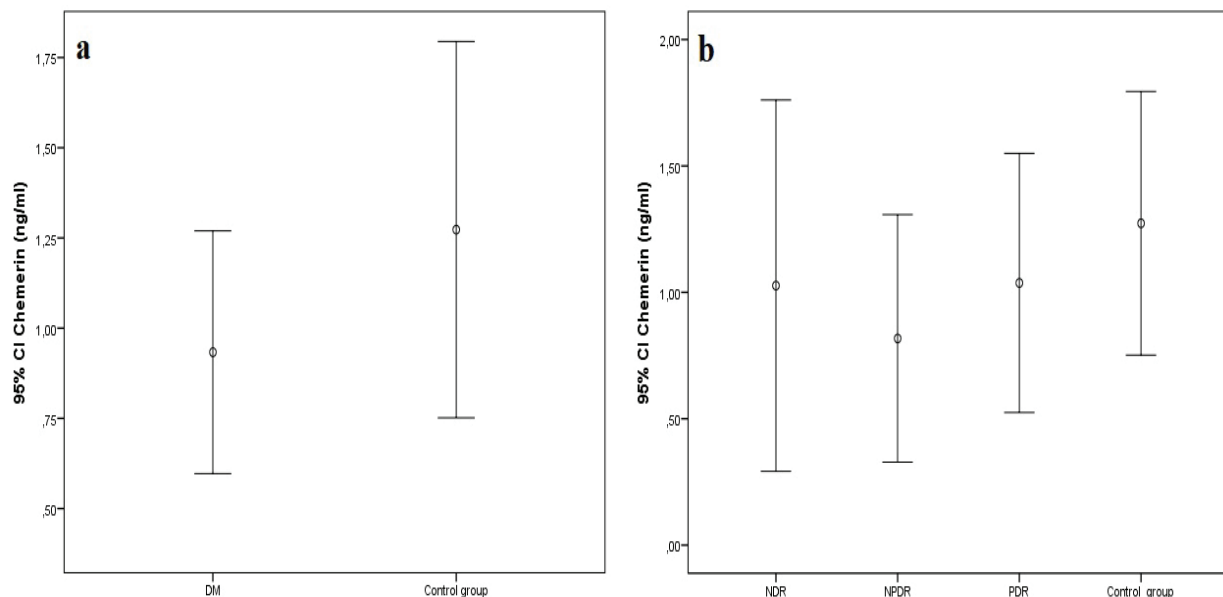 a
95% CI Chemerin (ng/ml)
1,75
1,50
1,25
1,00
,75
,50
DM
Control group
b
95% CI Chemerin (ng/ml)
2,00
1,50
1,00
,50
,00
NDR
NPDR
PDR
Control group